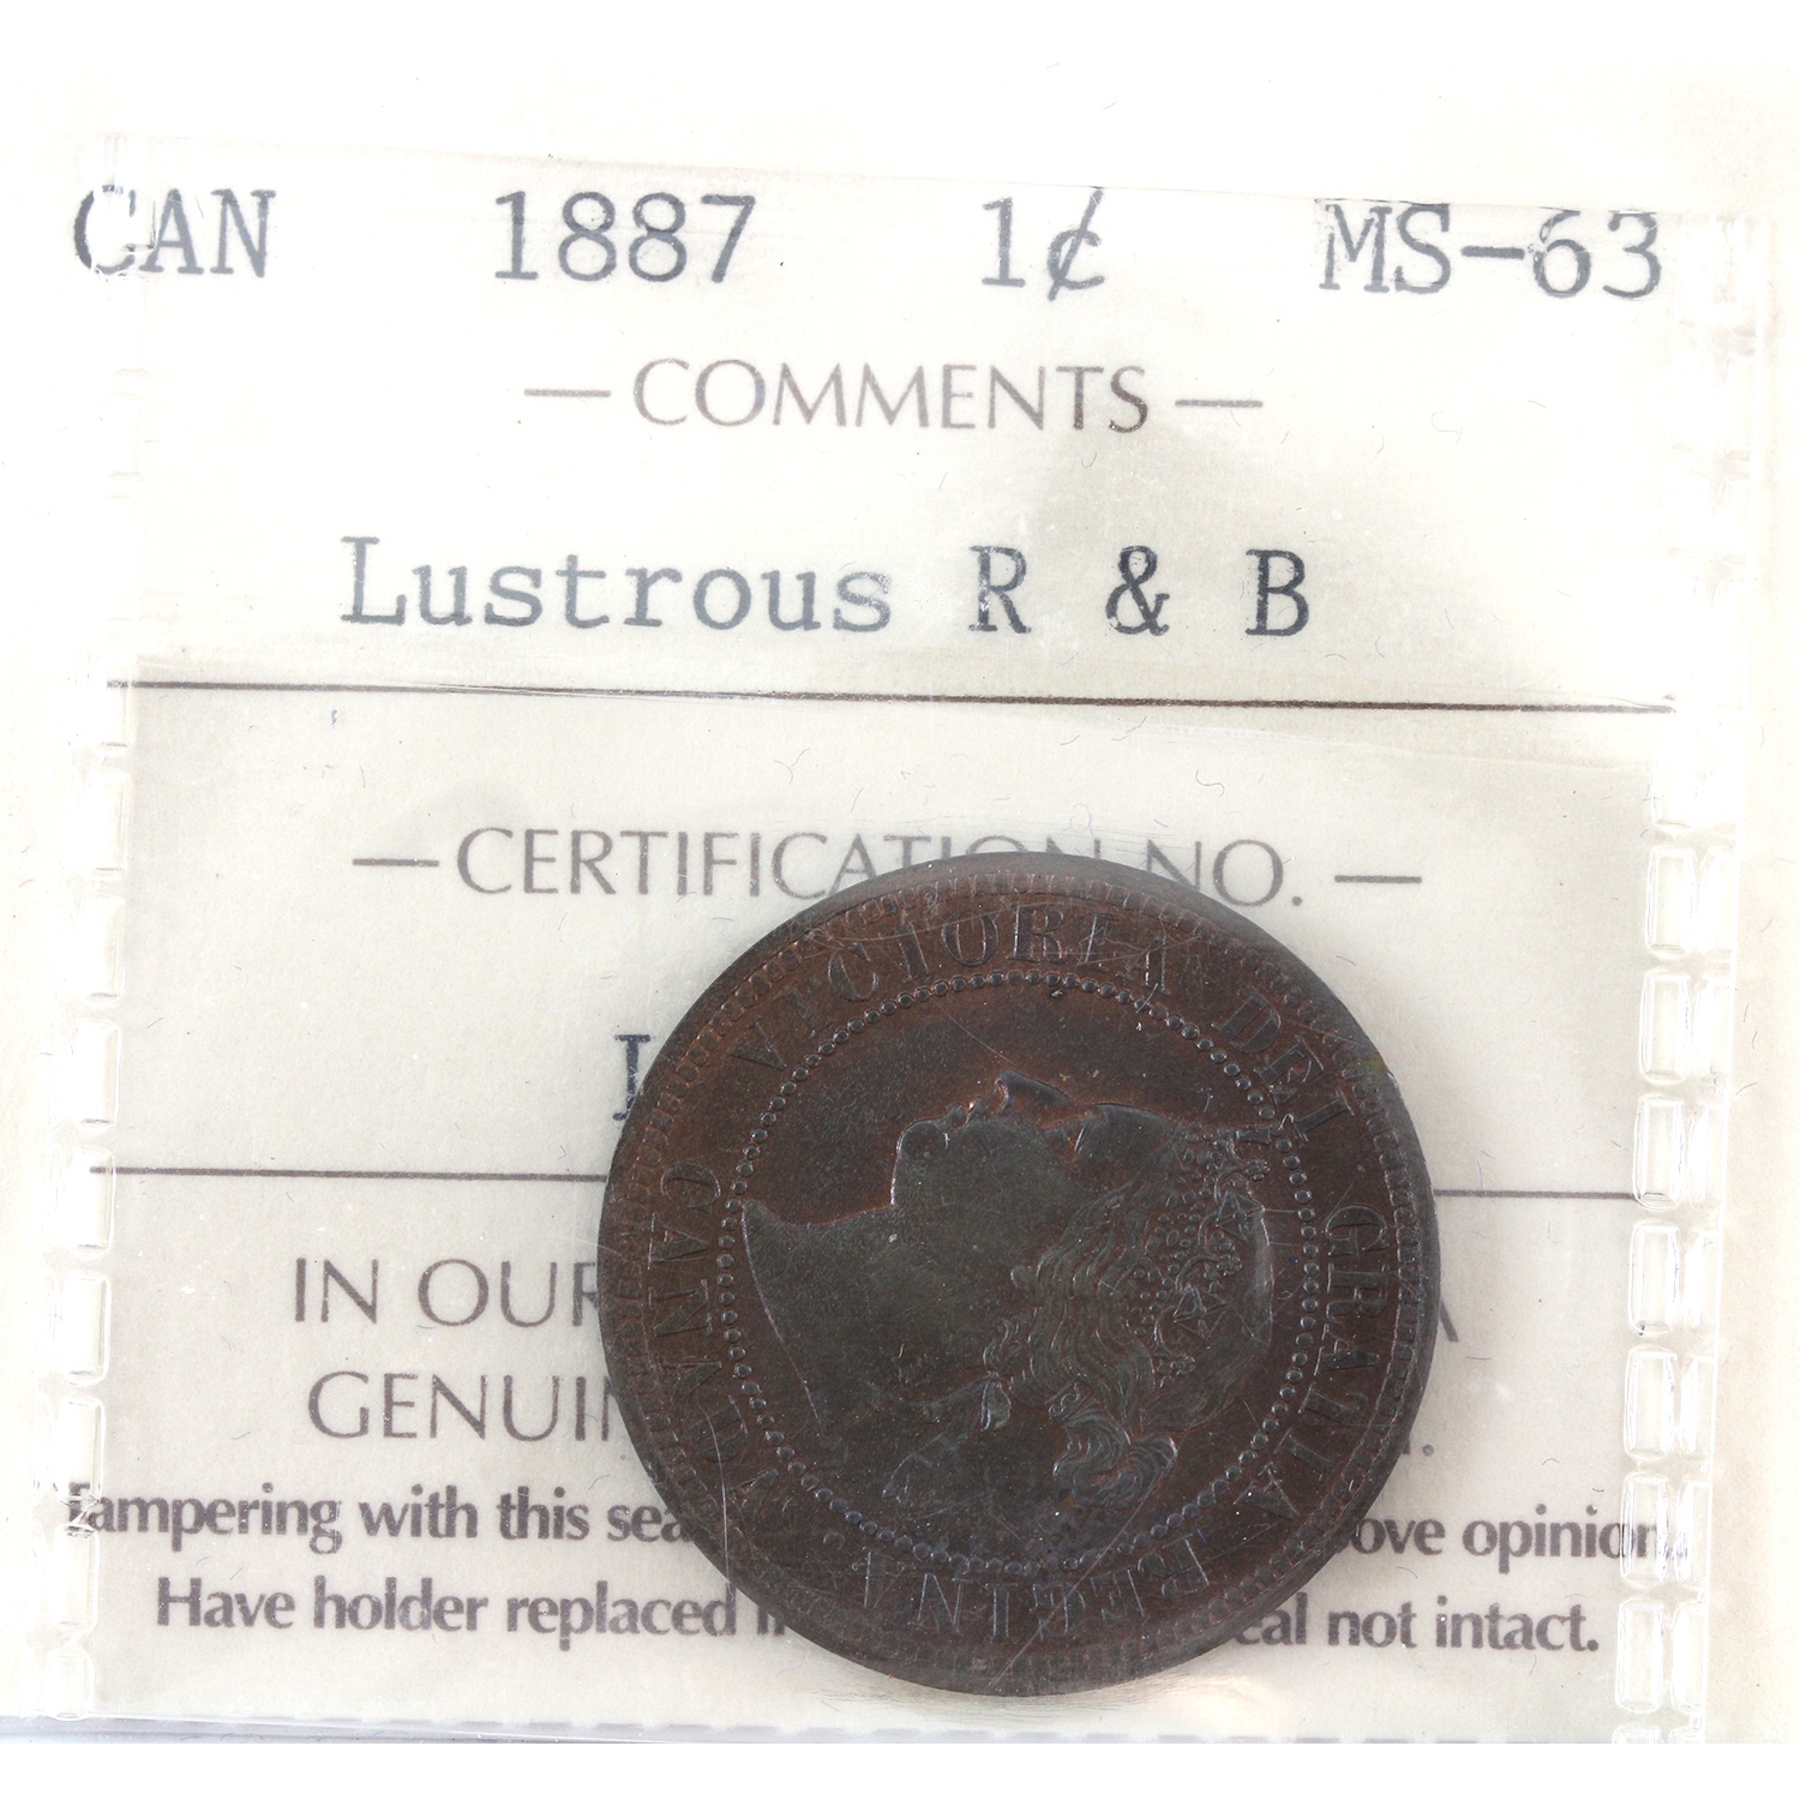 CAN 1887 1¢ MS-63
— COMMENTS —
Lustrous R & B
— CERTIFICATION NO. —
IN OUR
GENUIN
Tampering with this sea ove opinion.
Have holder replaced i eal not intact.
VICTORIA DEI GRATIA REGINA. CANADA